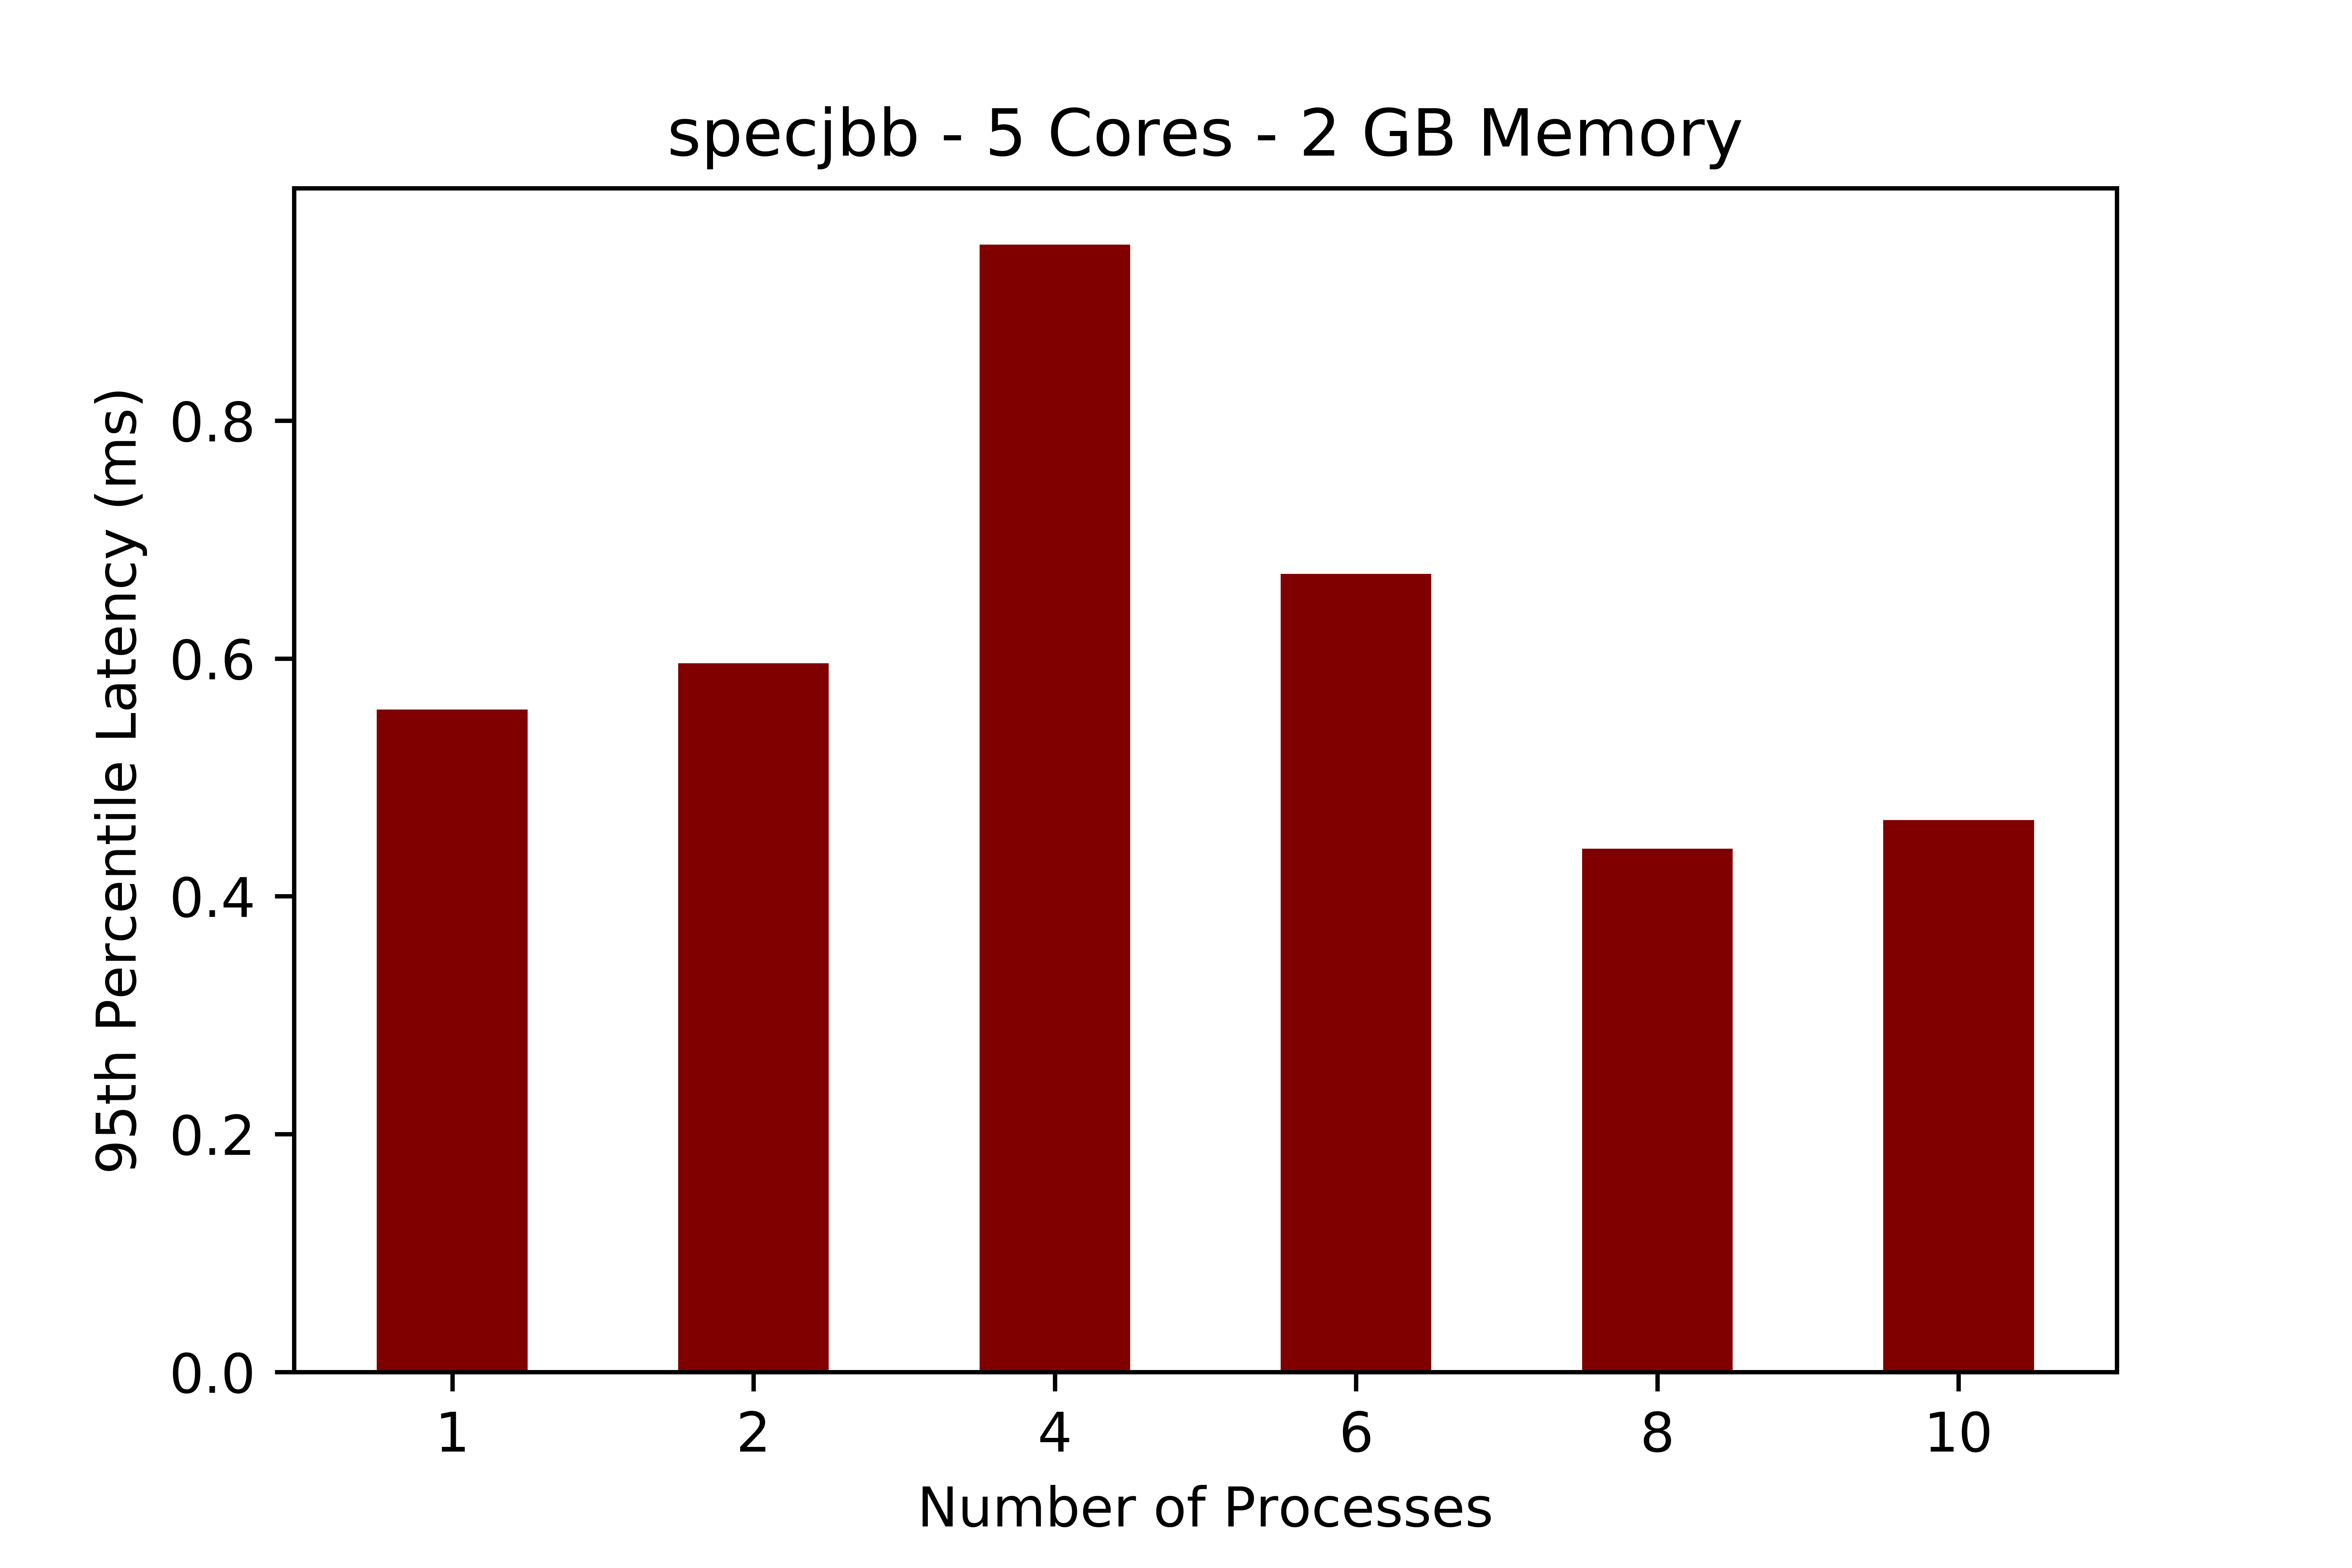 specjbb - 5 Cores - 2 GB Memory
95th Percentile Latency (ms)
0.8
0.6
0.4
0.2
0.0
1 2 4 6 8 10
Number of Processes